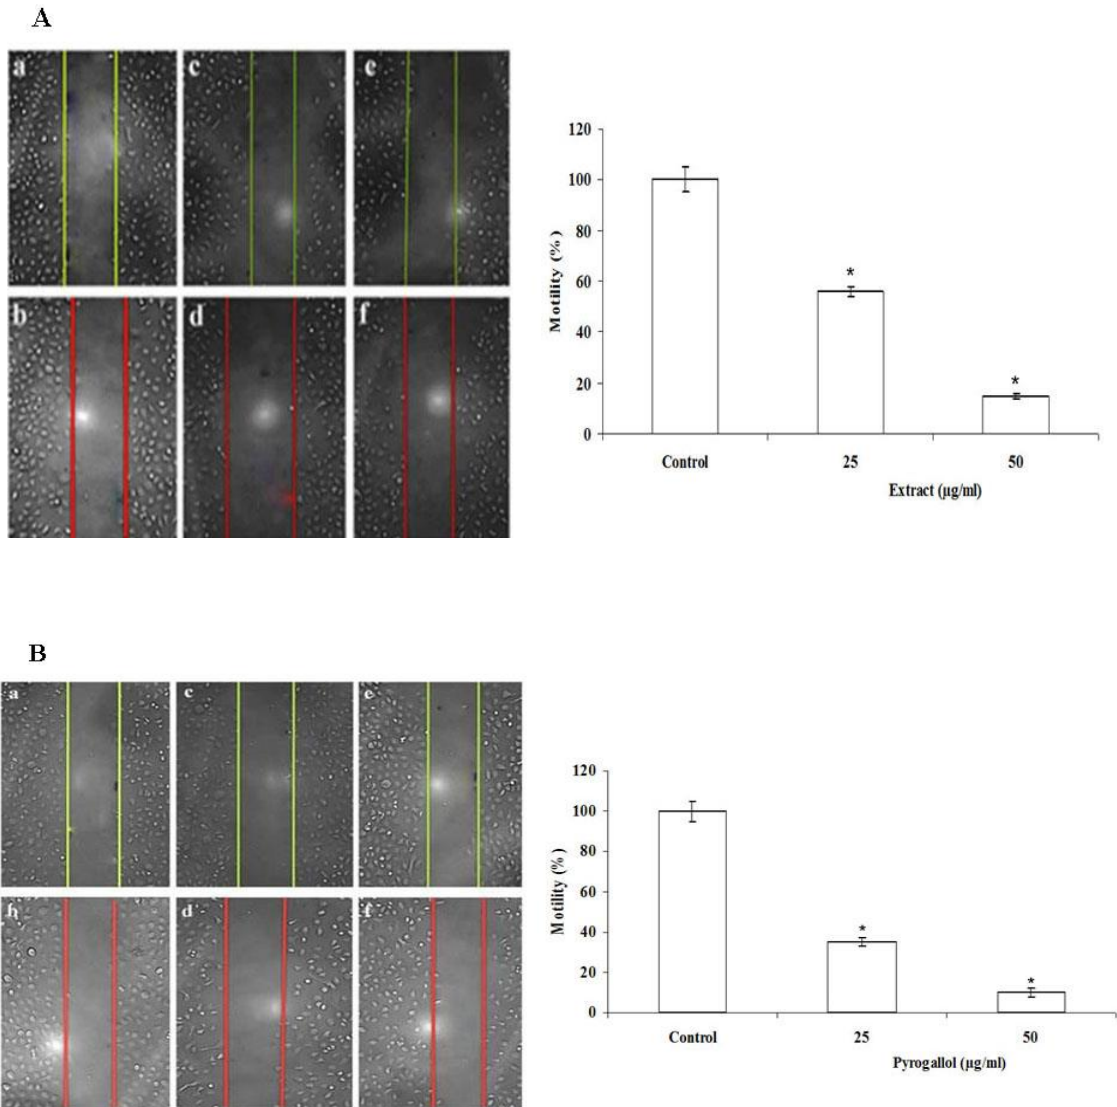 A
a c e
b d f
120
100
80
60
40
20
0
Motility (%)
*
*
Control 25 50
Extract (µg/ml)
B
a c e
b d f
120
100
80
60
40
20
0
Motility (%)
*
*
Control 25 50
Pyrogallol (µg/ml)